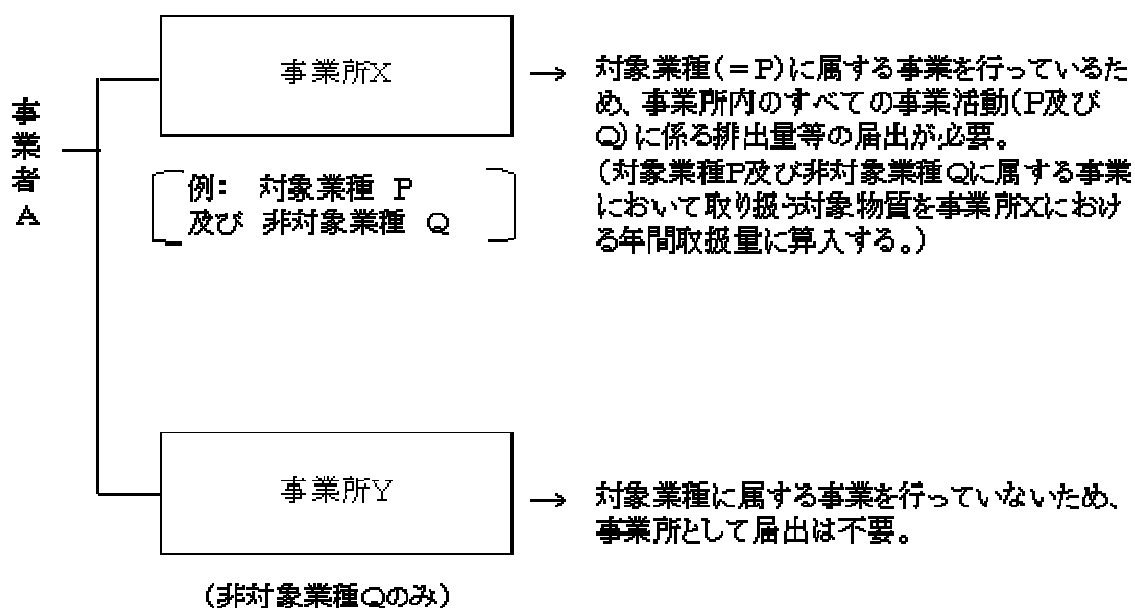 事業者A
事業所X
例： 対象業種 P
及び 非対象業種 Q
→ 対象業種(＝P)に属する事業を行っているた
め、事業所内のすべての事業活動(P及び
Q)に係る排出量等の届出が必要。
(対象業種P及び非対象業種Qに属する事業
において取り扱う対象物質を事業所Xにおけ
る年間取扱量に算入する。)
事業所Y
→ 対象業種に属する事業を行っていないため、
事業所として届出は不要。
(非対象業種Qのみ)